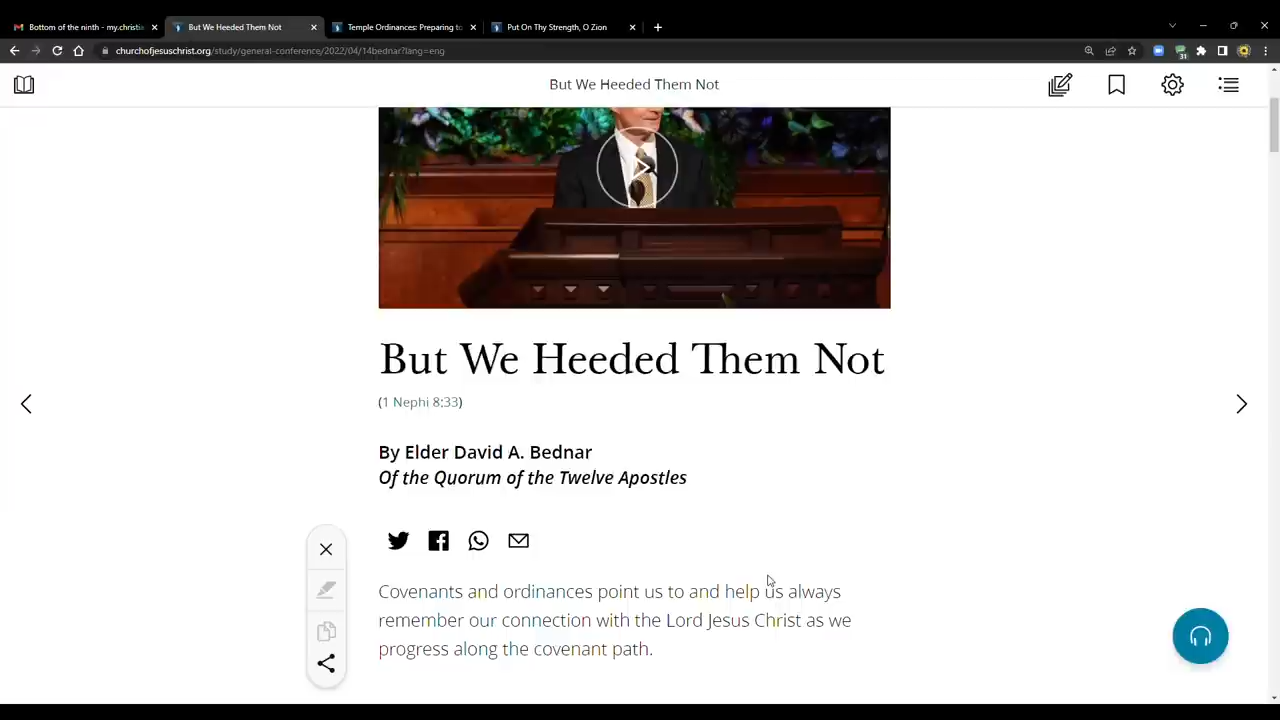 Bottom of the ninth - my.christia
But We Heeded Them Not
Temple Ordinances: Preparing to
Put On Thy Strength, O Zion
churchofjesuschrist.org/study/general-conference/2022/04/14bednar?lang=eng
31
But We Heeded Them Not
But We Heeded Them Not
(1 Nephi 8:33)
By Elder David A. Bednar
Of the Quorum of the Twelve Apostles
Covenants and ordinances point us to and help us always
remember our connection with the Lord Jesus Christ as we
progress along the covenant path.